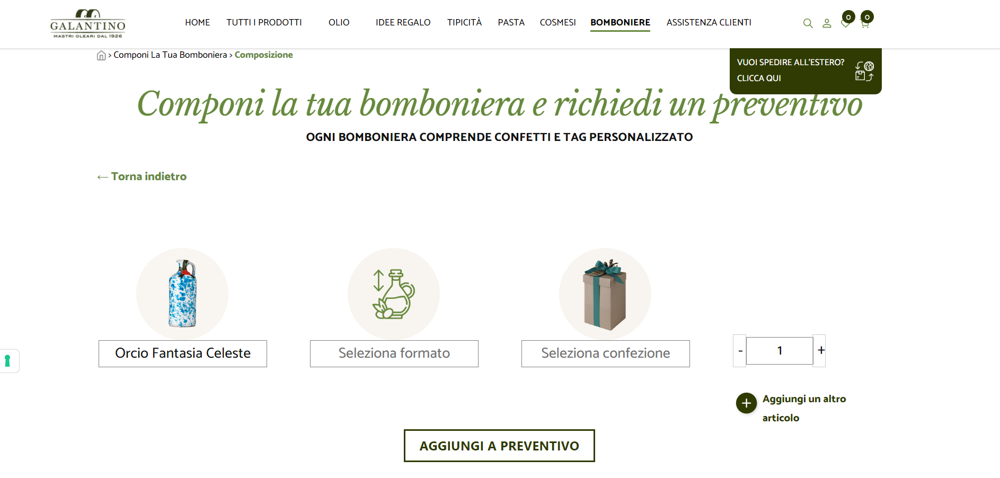 GALANTINO
MASTRI OLEARI DAL 1926
HOME TUTTI I PRODOTTI OLIO IDEE REGALO TIPICITÀ PASTA COSMESI BOMBONIERE ASSISTENZA CLIENTI 0 0
> Componi La Tua Bomboniera > Composizione
VUOI SPEDIRE ALL'ESTERO?
CLICCA QUI
Componi la tua bomboniera e richiedi un preventivo
OGNI BOMBONIERA COMPRENDE CONFETTI E TAG PERSONALIZZATO
← Torna indietro
Orcio Fantasia Celeste Seleziona formato Seleziona confezione - 1 +
Aggiungi un altro
articolo
AGGIUNGI A PREVENTIVO